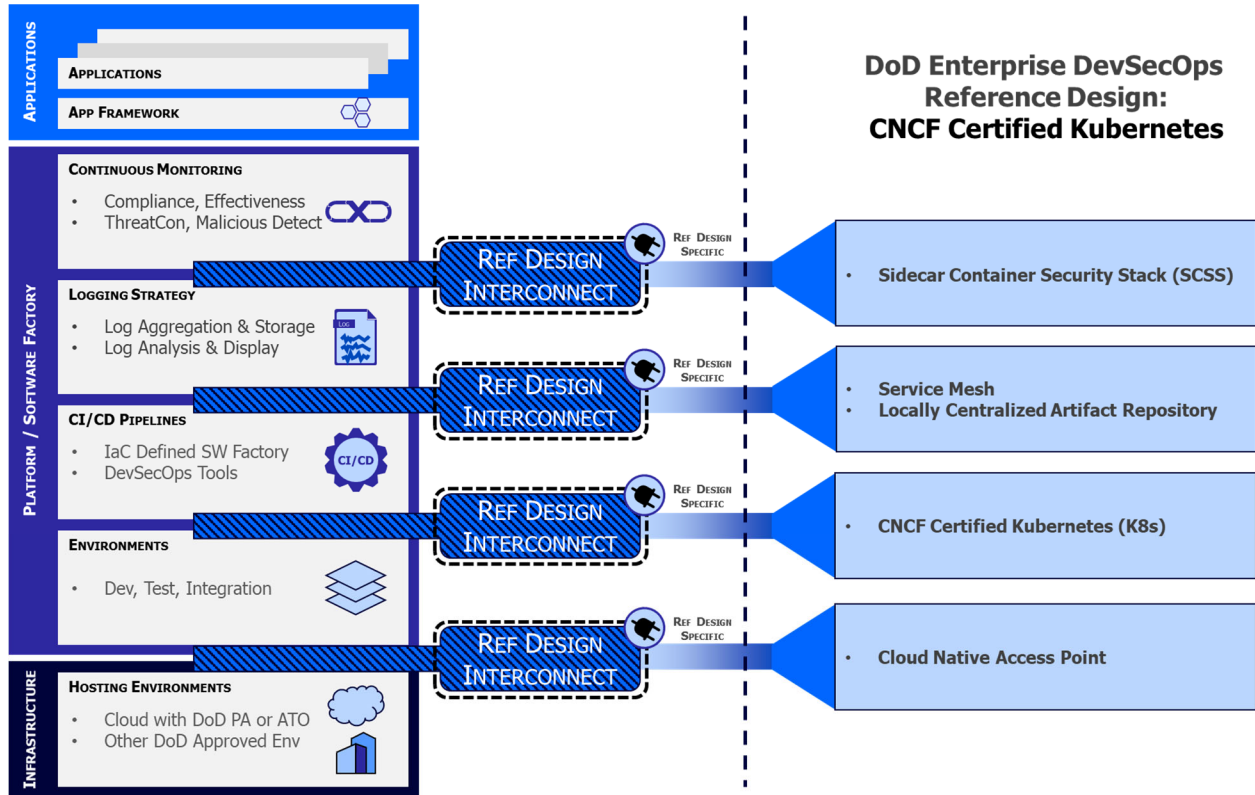 APPLICATIONS
APPLICATIONS
APP FRAMEWORK
PLATFORM / SOFTWARE FACTORY
CONTINUOUS MONITORING
• Compliance, Effectiveness
• ThreatCon, Malicious Detect
LOGGING STRATEGY
• Log Aggregation & Storage
• Log Analysis & Display
LOG
CI/CD PIPELINES
• IaC Defined SW Factory
• DevSecOps Tools
CI/CD
ENVIRONMENTS
• Dev, Test, Integration
INFRASTRUCTURE
HOSTING ENVIRONMENTS
• Cloud with DoD PA or ATO
• Other DoD Approved Env
REF DESIGN
INTERCONNECT
REF DESIGN
SPECIFIC
REF DESIGN
INTERCONNECT
REF DESIGN
SPECIFIC
REF DESIGN
INTERCONNECT
REF DESIGN
SPECIFIC
REF DESIGN
INTERCONNECT
REF DESIGN
SPECIFIC
DoD Enterprise DevSecOps
Reference Design:
CNCF Certified Kubernetes
• Sidecar Container Security Stack (SCSS)
• Service Mesh
• Locally Centralized Artifact Repository
• CNCF Certified Kubernetes (K8s)
• Cloud Native Access Point